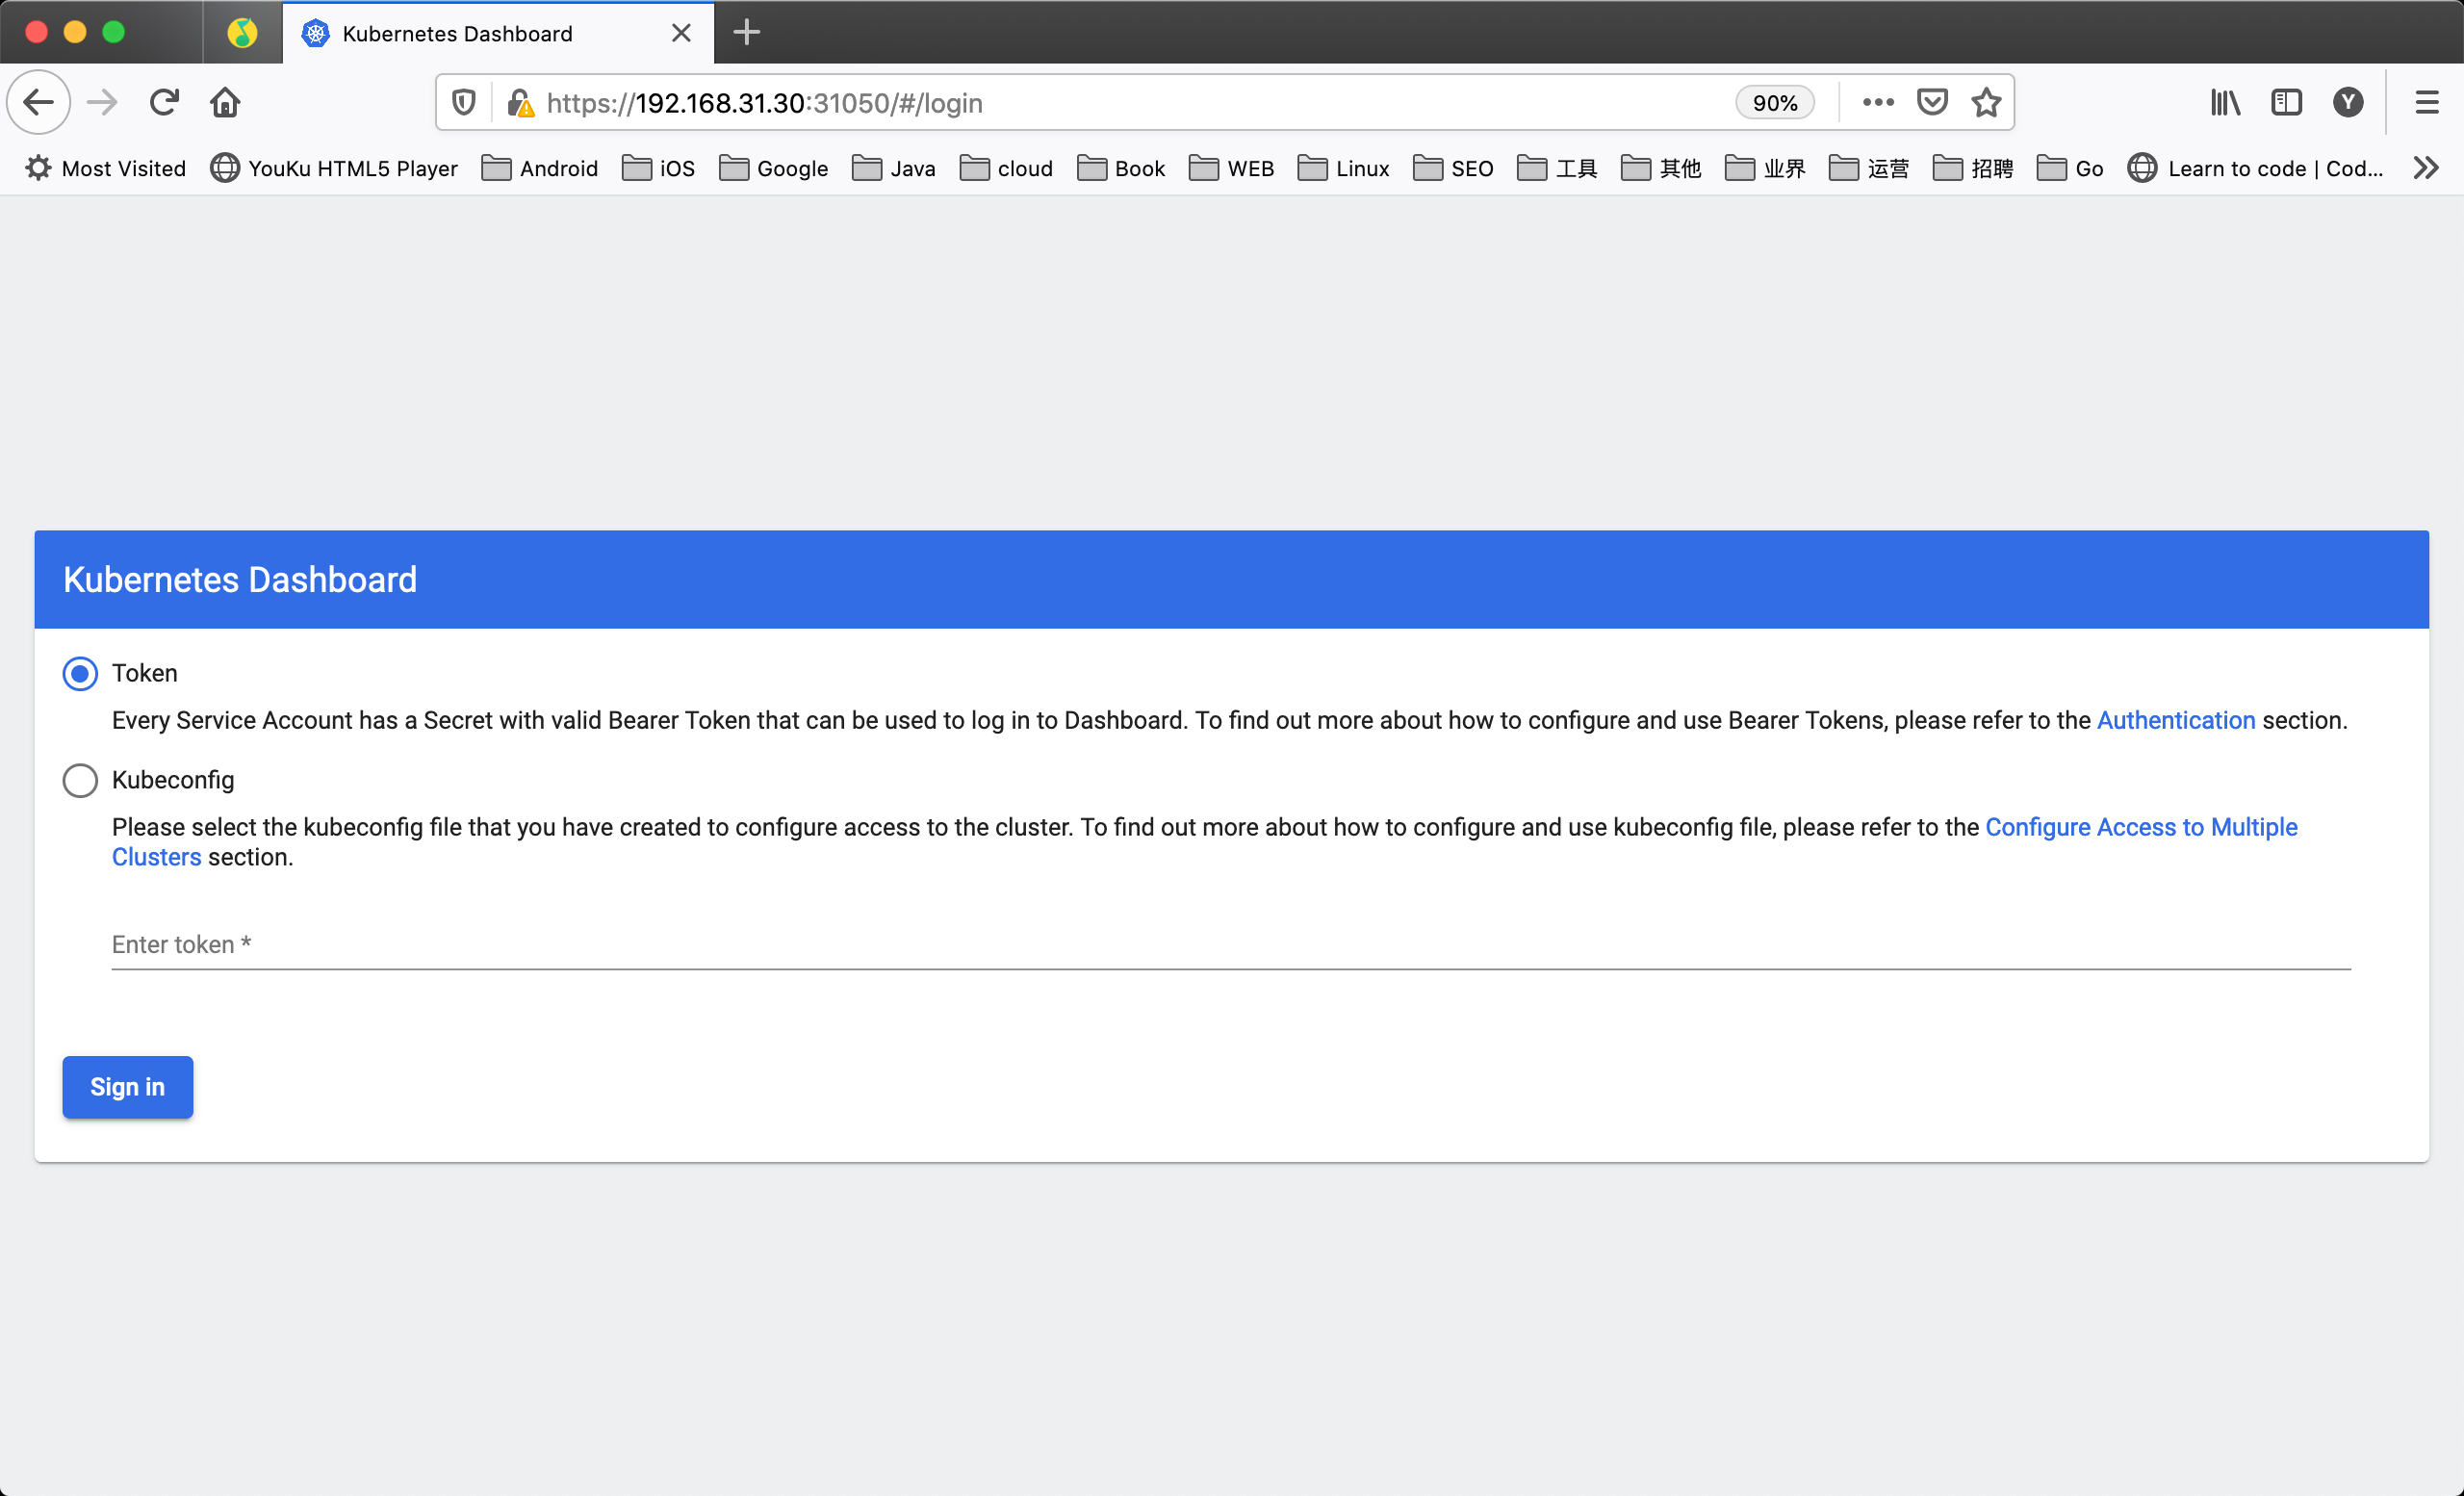 Kubernetes Dashboard
https://192.168.31.30:31050/#/login
90%
Y
Most Visited YouKu HTML5 Player Android iOS Google Java cloud Book WEB Linux SEO 工具 其他 业界 运营 招聘 Go Learn to code | Cod...
Kubernetes Dashboard
Token
Every Service Account has a Secret with valid Bearer Token that can be used to log in to Dashboard. To find out more about how to configure and use Bearer Tokens, please refer to the Authentication section.
Kubeconfig
Please select the kubeconfig file that you have created to configure access to the cluster. To find out more about how to configure and use kubeconfig file, please refer to the Configure Access to Multiple
Clusters section.
Enter token *
Sign in